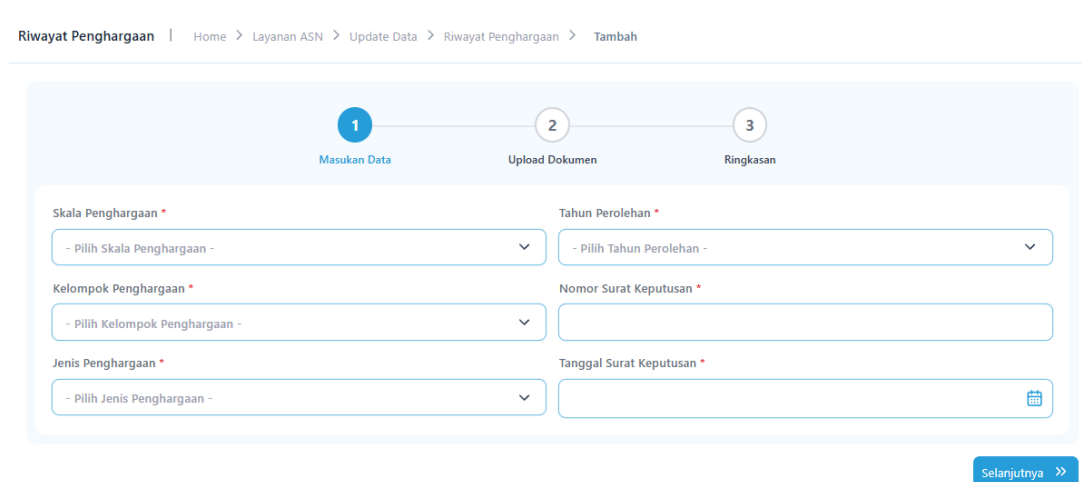 Riwayat Penghargaan | Home > Layanan ASN > Update Data > Riwayat Penghargaan > Tambah
1 2 3
Masukan Data Upload Dokumen Ringkasan
Skala Penghargaan * Tahun Perolehan *
- Pilih Skala Penghargaan - - Pilih Tahun Perolehan -
Kelompok Penghargaan * Nomor Surat Keputusan *
- Pilih Kelompok Penghargaan -
Jenis Penghargaan * Tanggal Surat Keputusan *
- Pilih Jenis Penghargaan -
Selanjutnya »